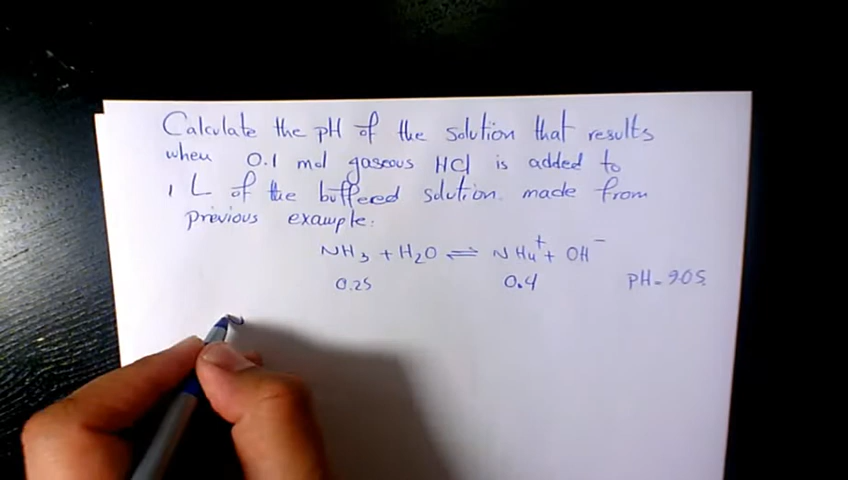 Calculate the pH of the solution that results
when 0.1 mol gaseous HCl is added to
1 L of the buffered solution made from
previous example.
NH₃ + H₂O ⇌ NH₄⁺ + OH⁻
0.25 0.4 pH = 9.05